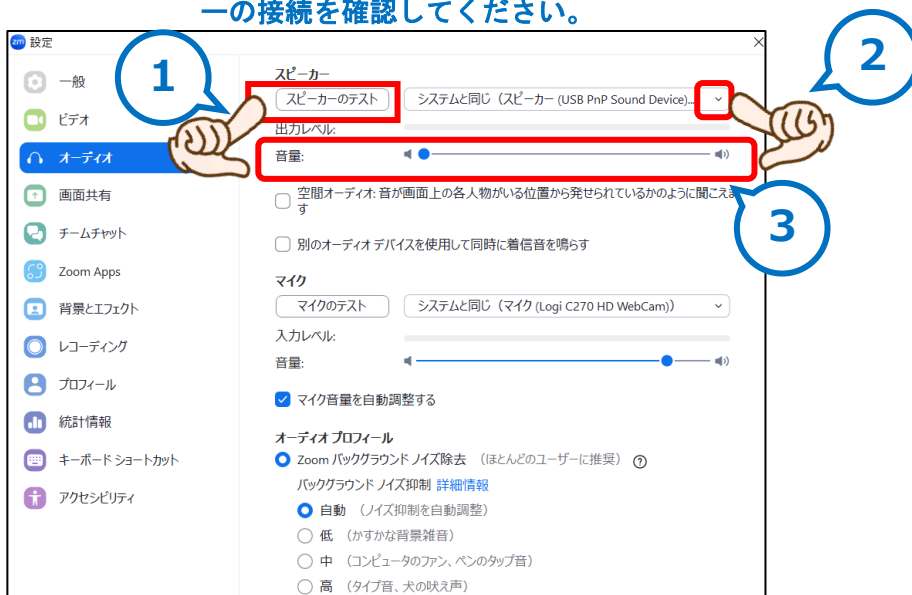 ーの接続を確認してください。
zm 設定
1
2
一般
スピーカー
スピーカーのテスト
システムと同じ（スピーカー (USB PnP Sound Device)...
ビデオ
出力レベル:
オーディオ
音量:
画面共有
空間オーディオ: 音が画面上の各人物がいる位置から発せられているかのように聞こえま
す
3
チームチャット
別のオーディオ デバイスを使用して同時に着信音を鳴らす
Zoom Apps
マイク
背景とエフェクト
マイクのテスト
システムと同じ（マイク (Logi C270 HD WebCam)）
レコーディング
入力レベル:
音量:
プロフィール
マイク音量を自動調整する
統計情報
オーディオ プロフィール
キーボード ショートカット
Zoom バックグラウンド ノイズ除去 （ほとんどのユーザーに推奨） ?
バックグラウンド ノイズ抑制 詳細情報
アクセシビリティ
自動 （ノイズ抑制を自動調整）
低 （かすかな背景雑音）
中 （コンピュータのファン、ペンのタップ音）
高 （タイプ音、犬の吠え声）